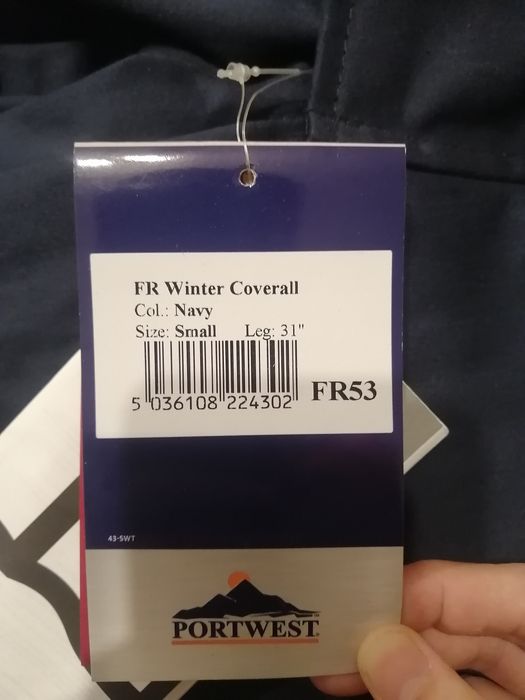 FR Winter Coverall
Col.: Navy
Size: Small Leg: 31"
5 036108 224302 FR53
43-SWT
PORTWEST